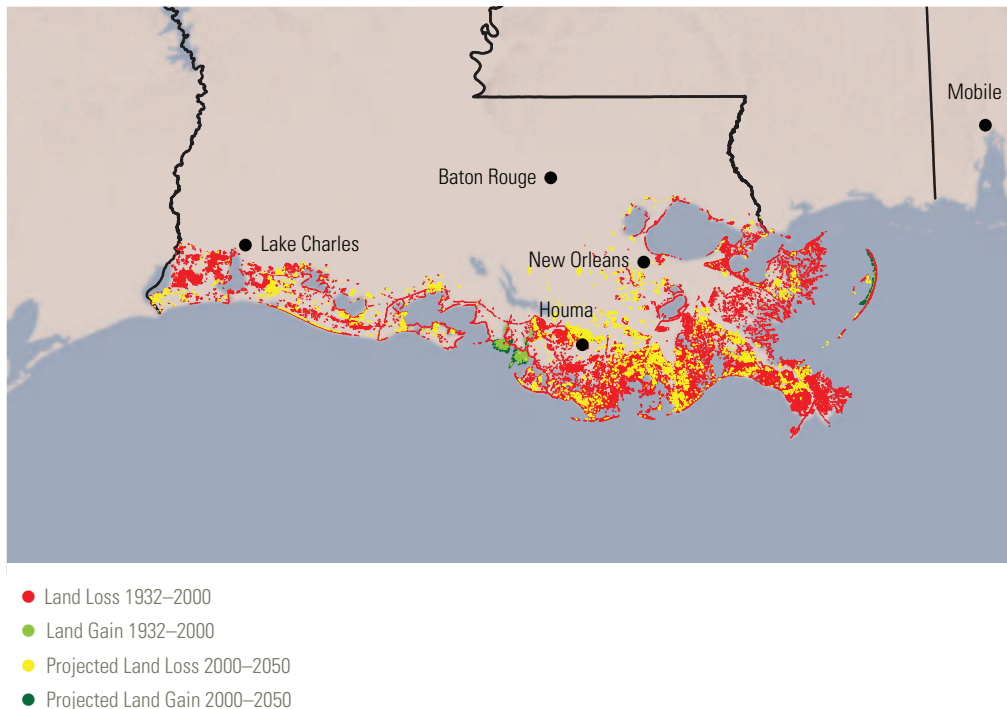 Mobile
Baton Rouge
Lake Charles
New Orleans
Houma
Land Loss 1932–2000
Land Gain 1932–2000
Projected Land Loss 2000–2050
Projected Land Gain 2000–2050